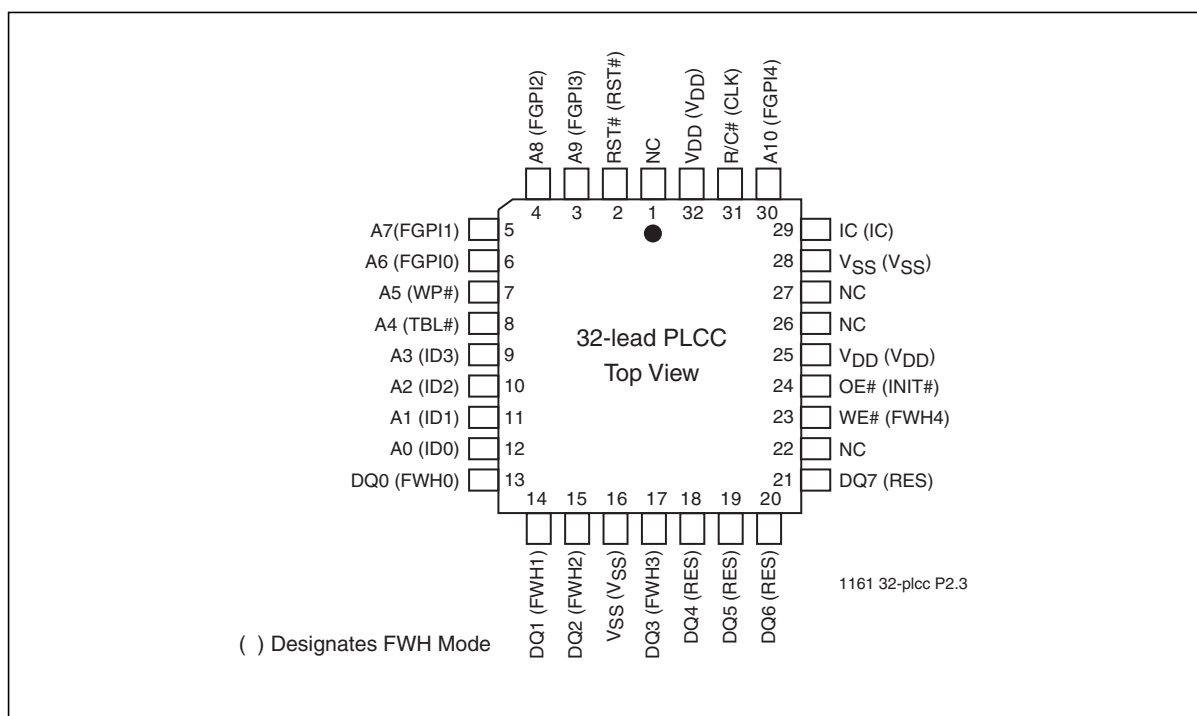 A8 (FGPI2)
A9 (FGPI3)
RST# (RST#)
NC
VDD (VDD)
R/C# (CLK)
A10 (FGPI4)
4
3
2
1
32
31
30
A7(FGPI1)
5
A6 (FGPI0)
6
A5 (WP#)
7
A4 (TBL#)
8
A3 (ID3)
9
A2 (ID2)
10
A1 (ID1)
11
A0 (ID0)
12
DQ0 (FWH0)
13
32-lead PLCC
Top View
29
IC (IC)
28
VSS (VSS)
27
NC
26
NC
25
VDD (VDD)
24
OE# (INIT#)
23
WE# (FWH4)
22
NC
21
DQ7 (RES)
14
15
16
17
18
19
20
DQ1 (FWH1)
DQ2 (FWH2)
VSS (VSS)
DQ3 (FWH3)
DQ4 (RES)
DQ5 (RES)
DQ6 (RES)
1161 32-plcc P2.3
( ) Designates FWH Mode